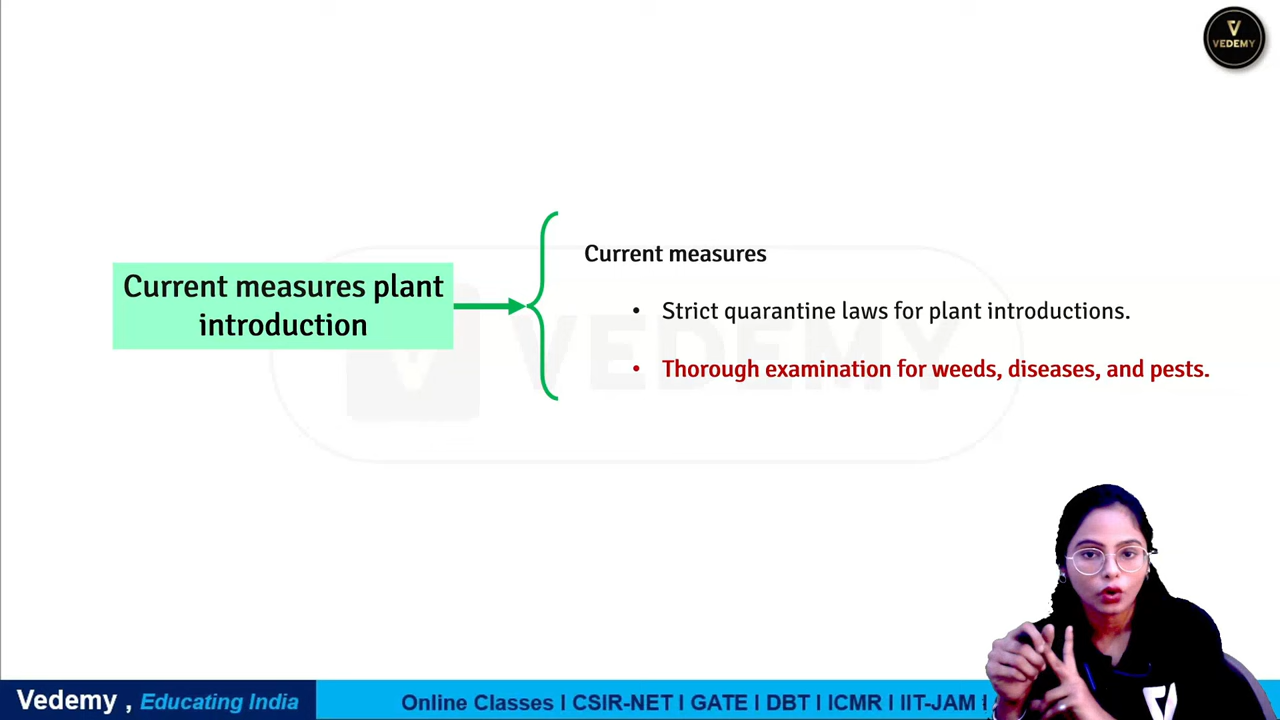 VEDEMY
Current measures
Current measures plant
introduction
• Strict quarantine laws for plant introductions.
• Thorough examination for weeds, diseases, and pests.
VEDEMY
Vedemy , Educating India
Online Classes I CSIR-NET I GATE I DBT I ICMR I IIT-JAM I